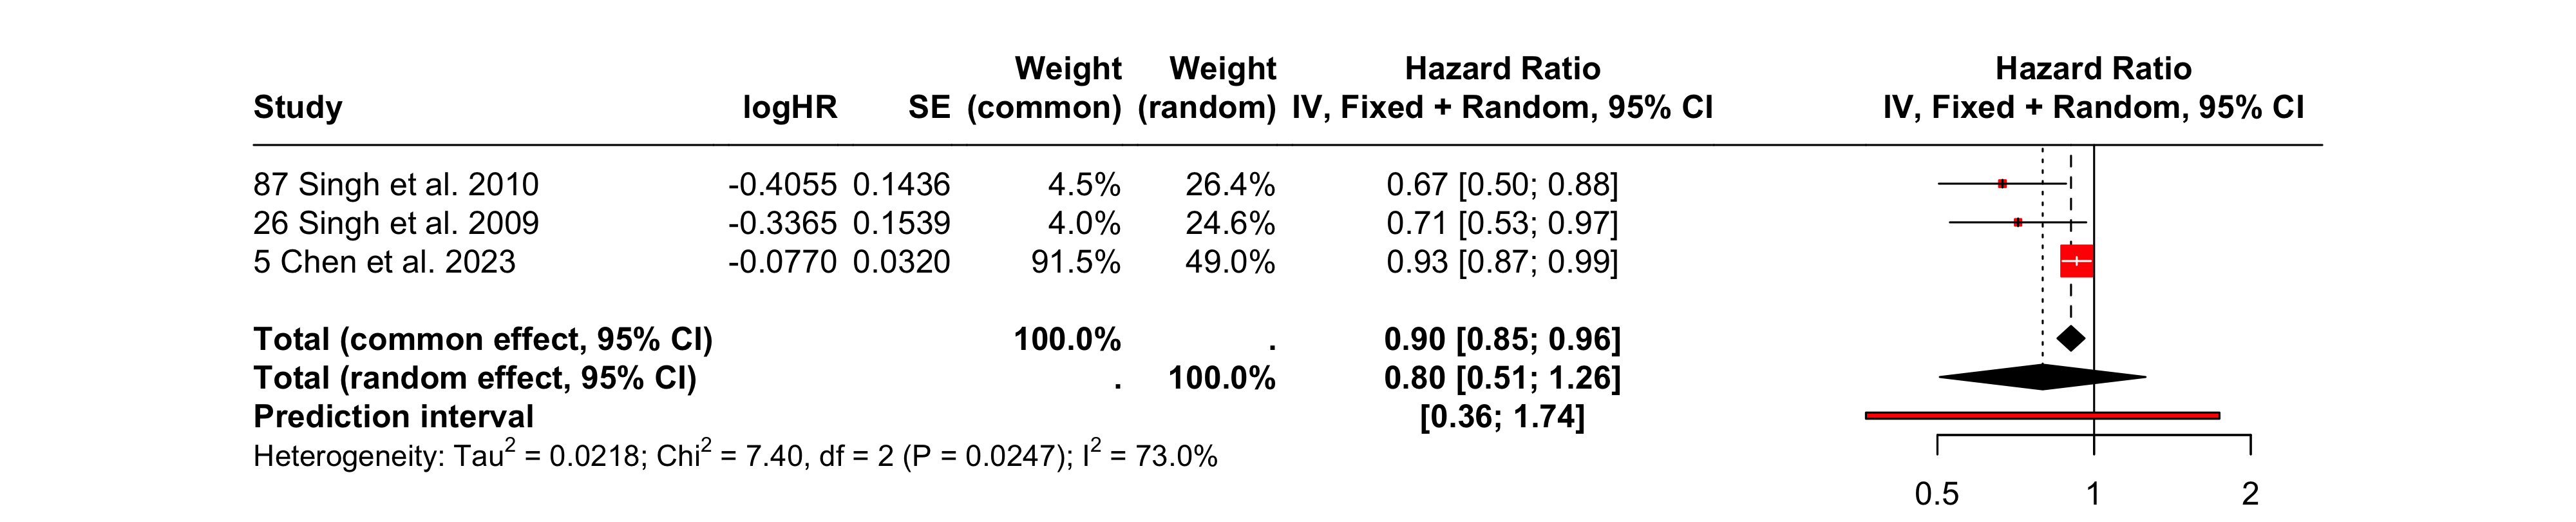 Weight Weight Hazard Ratio Hazard Ratio
Study logHR SE (common) (random) IV, Fixed + Random, 95% CI IV, Fixed + Random, 95% CI
87 Singh et al. 2010 -0.4055 0.1436 4.5% 26.4% 0.67 [0.50; 0.88]
26 Singh et al. 2009 -0.3365 0.1539 4.0% 24.6% 0.71 [0.53; 0.97]
5 Chen et al. 2023 -0.0770 0.0320 91.5% 49.0% 0.93 [0.87; 0.99]
Total (common effect, 95% CI) 100.0% . 0.90 [0.85; 0.96]
Total (random effect, 95% CI) . 100.0% 0.80 [0.51; 1.26]
Prediction interval [0.36; 1.74]
Heterogeneity: Tau² = 0.0218; Chi² = 7.40, df = 2 (P = 0.0247); I² = 73.0%
0.5 1 2